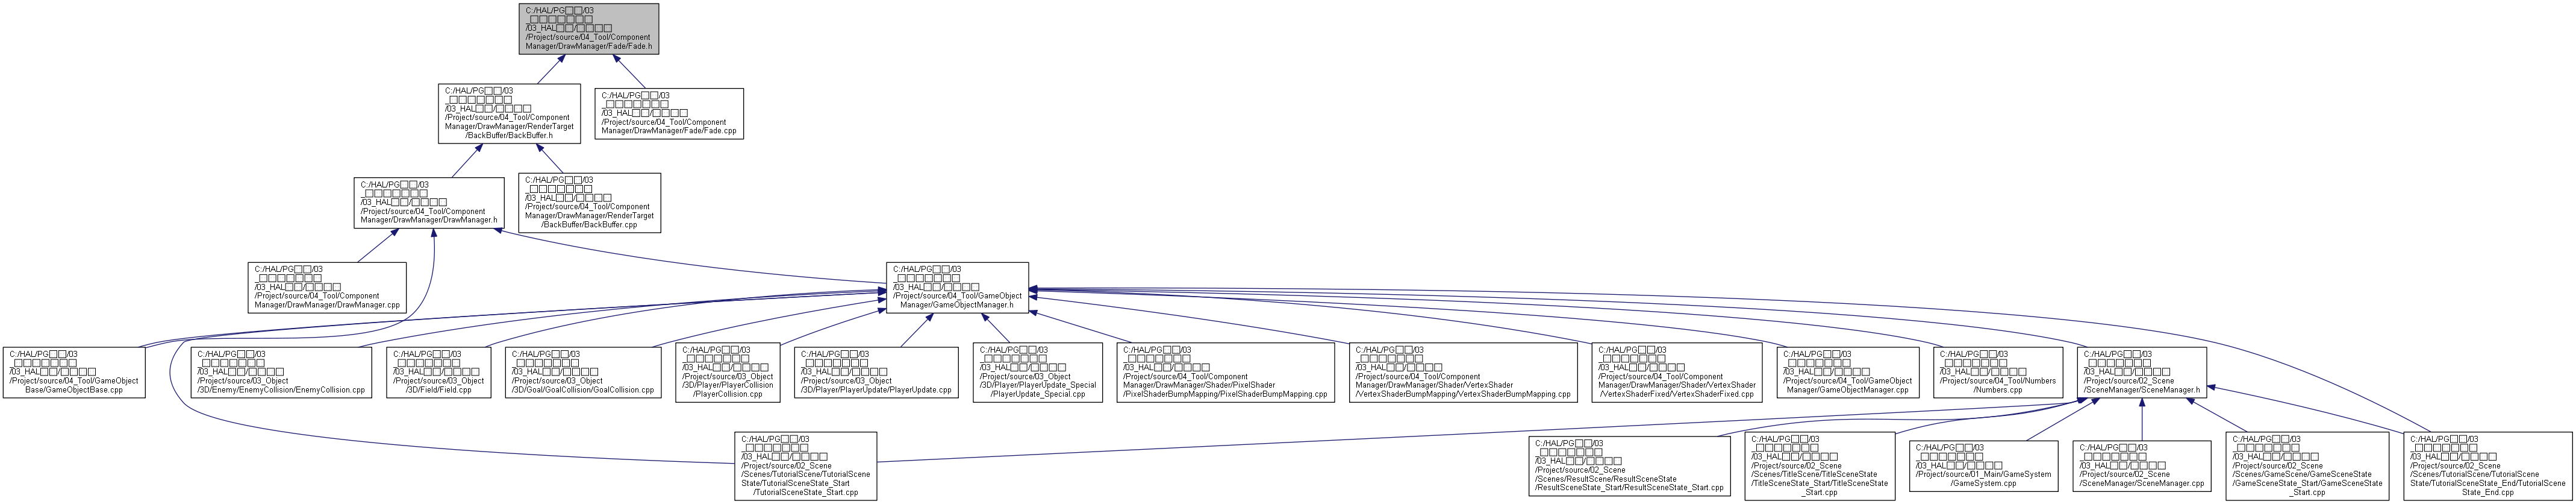 C:/HAL/PG□□/03
_□□□□□□□
/03_HAL□□/□□□□
/Project/source/04_Tool/Component
Manager/DrawManager/Fade/Fade.h
C:/HAL/PG□□/03
_□□□□□□□
/03_HAL□□/□□□□
/Project/source/04_Tool/Component
Manager/DrawManager/RenderTarget
/BackBuffer/BackBuffer.h
C:/HAL/PG□□/03
_□□□□□□□
/03_HAL□□/□□□□
/Project/source/04_Tool/Component
Manager/DrawManager/Fade/Fade.cpp
C:/HAL/PG□□/03
_□□□□□□□
/03_HAL□□/□□□□
/Project/source/04_Tool/Component
Manager/DrawManager/DrawManager.h
C:/HAL/PG□□/03
_□□□□□□□
/03_HAL□□/□□□□
/Project/source/04_Tool/Component
Manager/DrawManager/RenderTarget
/BackBuffer/BackBuffer.cpp
C:/HAL/PG□□/03
_□□□□□□□
/03_HAL□□/□□□□
/Project/source/04_Tool/Component
Manager/DrawManager/DrawManager.cpp
C:/HAL/PG□□/03
_□□□□□□□
/03_HAL□□/□□□□
/Project/source/04_Tool/GameObject
Manager/GameObjectManager.h
C:/HAL/PG□□/03
_□□□□□□□
/03_HAL□□/□□□□
/Project/source/04_Tool/GameObject
Base/GameObjectBase.cpp
C:/HAL/PG□□/03
_□□□□□□□
/03_HAL□□/□□□□
/Project/source/03_Object
/3D/Enemy/EnemyCollision/EnemyCollision.cpp
C:/HAL/PG□□/03
_□□□□□□□
/03_HAL□□/□□□□
/Project/source/03_Object
/3D/Field/Field.cpp
C:/HAL/PG□□/03
_□□□□□□□
/03_HAL□□/□□□□
/Project/source/03_Object
/3D/Goal/GoalCollision/GoalCollision.cpp
C:/HAL/PG□□/03
_□□□□□□□
/03_HAL□□/□□□□
/Project/source/03_Object
/3D/Player/PlayerCollision
/PlayerCollision.cpp
C:/HAL/PG□□/03
_□□□□□□□
/03_HAL□□/□□□□
/Project/source/03_Object
/3D/Player/PlayerUpdate/PlayerUpdate.cpp
C:/HAL/PG□□/03
_□□□□□□□
/03_HAL□□/□□□□
/Project/source/03_Object
/3D/Player/PlayerUpdate_Special
/PlayerUpdate_Special.cpp
C:/HAL/PG□□/03
_□□□□□□□
/03_HAL□□/□□□□
/Project/source/04_Tool/Component
Manager/DrawManager/Shader/PixelShader
/PixelShaderBumpMapping/PixelShaderBumpMapping.cpp
C:/HAL/PG□□/03
_□□□□□□□
/03_HAL□□/□□□□
/Project/source/04_Tool/Component
Manager/DrawManager/Shader/VertexShader
/VertexShaderBumpMapping/VertexShaderBumpMapping.cpp
C:/HAL/PG□□/03
_□□□□□□□
/03_HAL□□/□□□□
/Project/source/04_Tool/Component
Manager/DrawManager/Shader/VertexShader
/VertexShaderFixed/VertexShaderFixed.cpp
C:/HAL/PG□□/03
_□□□□□□□
/03_HAL□□/□□□□
/Project/source/04_Tool/GameObject
Manager/GameObjectManager.cpp
C:/HAL/PG□□/03
_□□□□□□□
/03_HAL□□/□□□□
/Project/source/04_Tool/Numbers
/Numbers.cpp
C:/HAL/PG□□/03
_□□□□□□□
/03_HAL□□/□□□□
/Project/source/02_Scene
/SceneManager/SceneManager.h
C:/HAL/PG□□/03
_□□□□□□□
/03_HAL□□/□□□□
/Project/source/02_Scene
/Scenes/TutorialScene/TutorialScene
State/TutorialSceneState_Start
/TutorialSceneState_Start.cpp
C:/HAL/PG□□/03
_□□□□□□□
/03_HAL□□/□□□□
/Project/source/02_Scene
/Scenes/ResultScene/ResultSceneState
/ResultSceneState_Start/ResultSceneState_Start.cpp
C:/HAL/PG□□/03
_□□□□□□□
/03_HAL□□/□□□□
/Project/source/02_Scene
/Scenes/TitleScene/TitleSceneState
/TitleSceneState_Start/TitleSceneState
_Start.cpp
C:/HAL/PG□□/03
_□□□□□□□
/03_HAL□□/□□□□
/Project/source/01_Main/GameSystem
/GameSystem.cpp
C:/HAL/PG□□/03
_□□□□□□□
/03_HAL□□/□□□□
/Project/source/02_Scene
/SceneManager/SceneManager.cpp
C:/HAL/PG□□/03
_□□□□□□□
/03_HAL□□/□□□□
/Project/source/02_Scene
/Scenes/GameScene/GameSceneState
/GameSceneState_Start/GameSceneState
_Start.cpp
C:/HAL/PG□□/03
_□□□□□□□
/03_HAL□□/□□□□
/Project/source/02_Scene
/Scenes/TutorialScene/TutorialScene
State/TutorialSceneState_End/TutorialScene
State_End.cpp